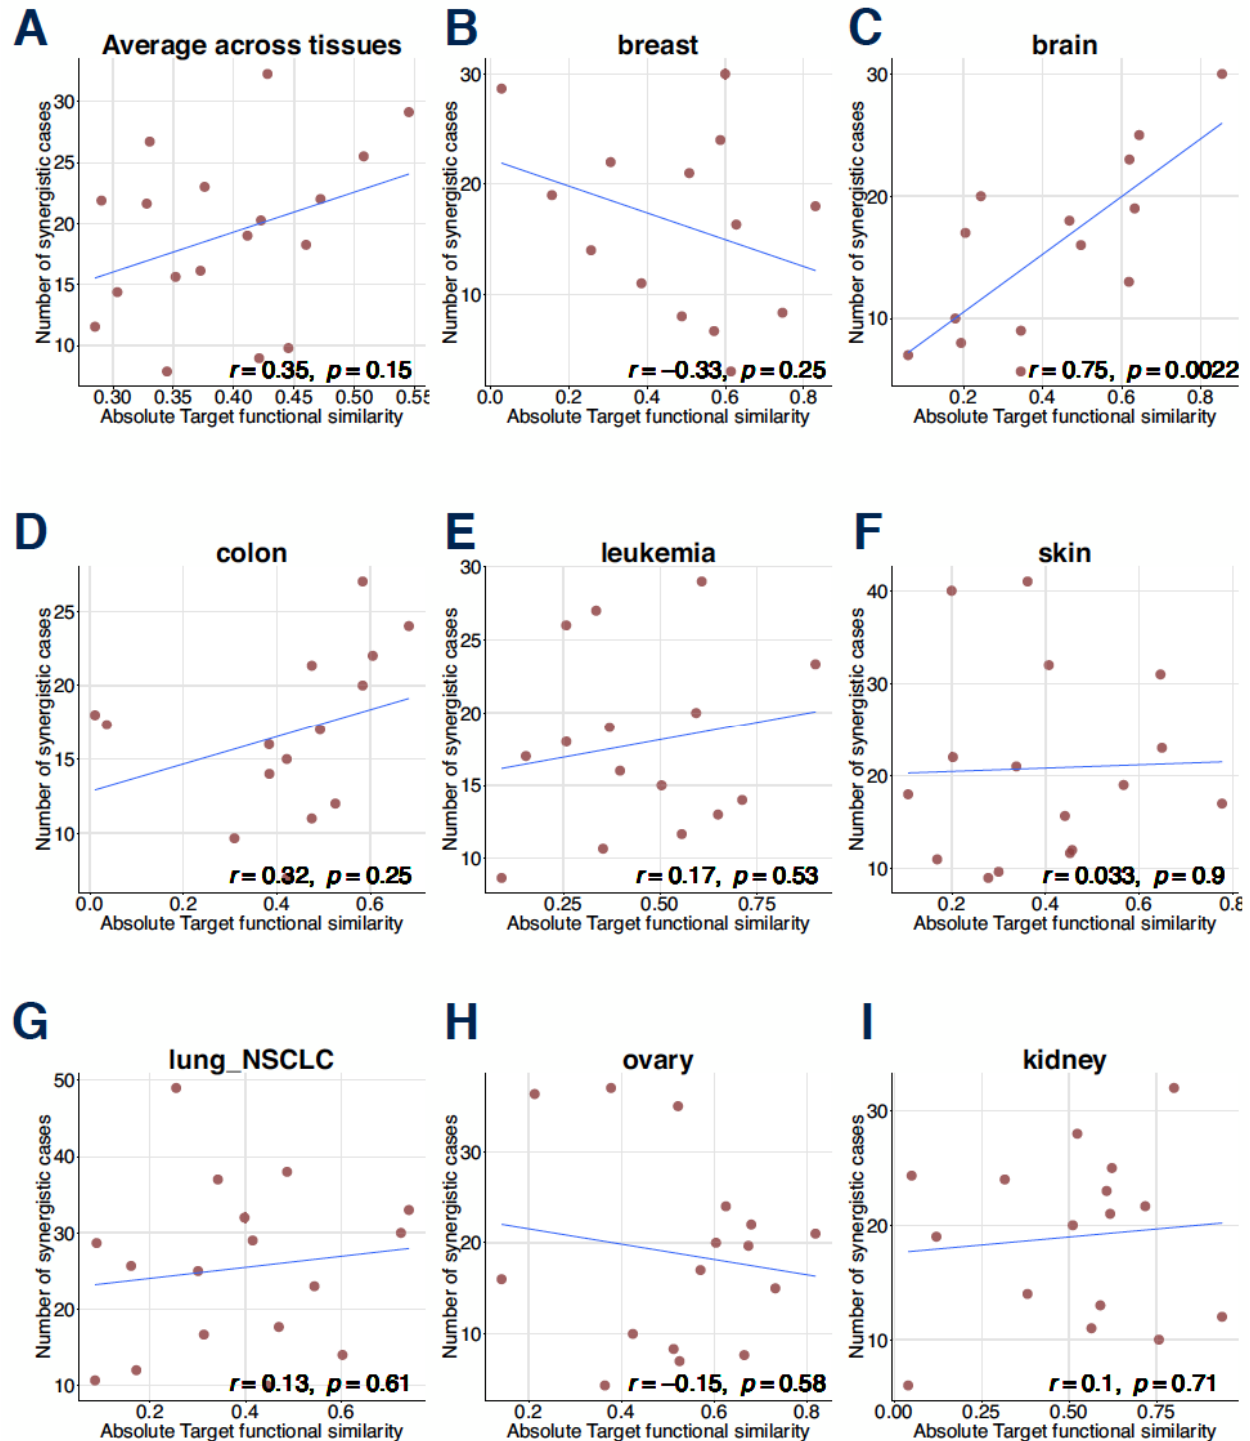 A
Average across tissues
Number of synergistic cases
30
25
20
15
10
r = 0.35, p = 0.15
0.30 0.35 0.40 0.45 0.55
Absolute Target functional similarity
B
breast
Number of synergistic cases
30
20
10
r = −0.33, p = 0.25
0.0 0.2 0.4 0.6 0.8
Absolute Target functional similarity
C
brain
Number of synergistic cases
30
20
10
r = 0.75, p = 0.0022
0.2 0.4 0.6 0.8
Absolute Target functional similarity
D
colon
Number of synergistic cases
25
20
15
10
r = 0.32, p = 0.25
0.0 0.2 0.4 0.6
Absolute Target functional similarity
E
leukemia
Number of synergistic cases
30
25
20
15
10
r = 0.17, p = 0.53
0.25 0.50 0.75
Absolute Target functional similarity
F
skin
Number of synergistic cases
40
30
20
10
r = 0.033, p = 0.9
0.2 0.4 0.6 0.8
Absolute Target functional similarity
G
lung_NSCLC
Number of synergistic cases
50
40
30
20
10
r = 0.13, p = 0.61
0.2 0.4 0.6
Absolute Target functional similarity
H
ovary
Number of synergistic cases
30
20
10
r = −0.15, p = 0.58
0.2 0.4 0.6 0.8
Absolute Target functional similarity
I
kidney
Number of synergistic cases
30
20
10
r = 0.1, p = 0.71
0.00 0.25 0.50 0.75
Absolute Target functional similarity